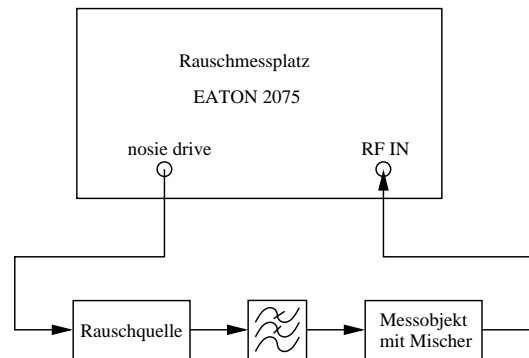 Rauschmessplatz
EATON 2075
nosie drive
RF IN
Rauschquelle
Messobjekt
mit Mischer